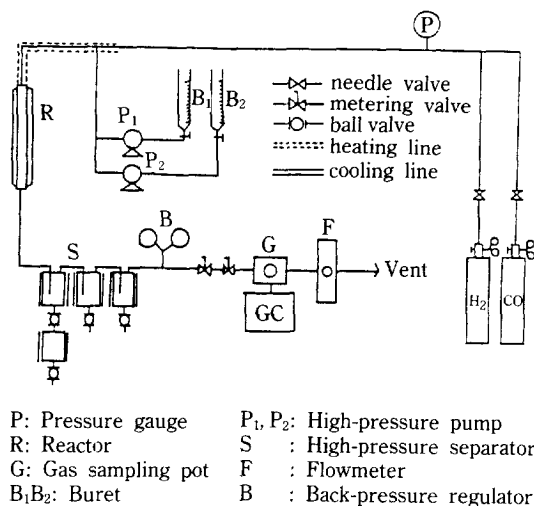 P
R
P₁
P₂
B₁
B₂
needle valve
metering valve
ball valve
heating line
cooling line
B
S
G
F
Vent
GC
H₂
CO
P: Pressure gauge
R: Reactor
G: Gas sampling pot
B₁B₂: Buret
P₁, P₂: High-pressure pump
S : High-pressure separator
F : Flowmeter
B : Back-pressure regulator